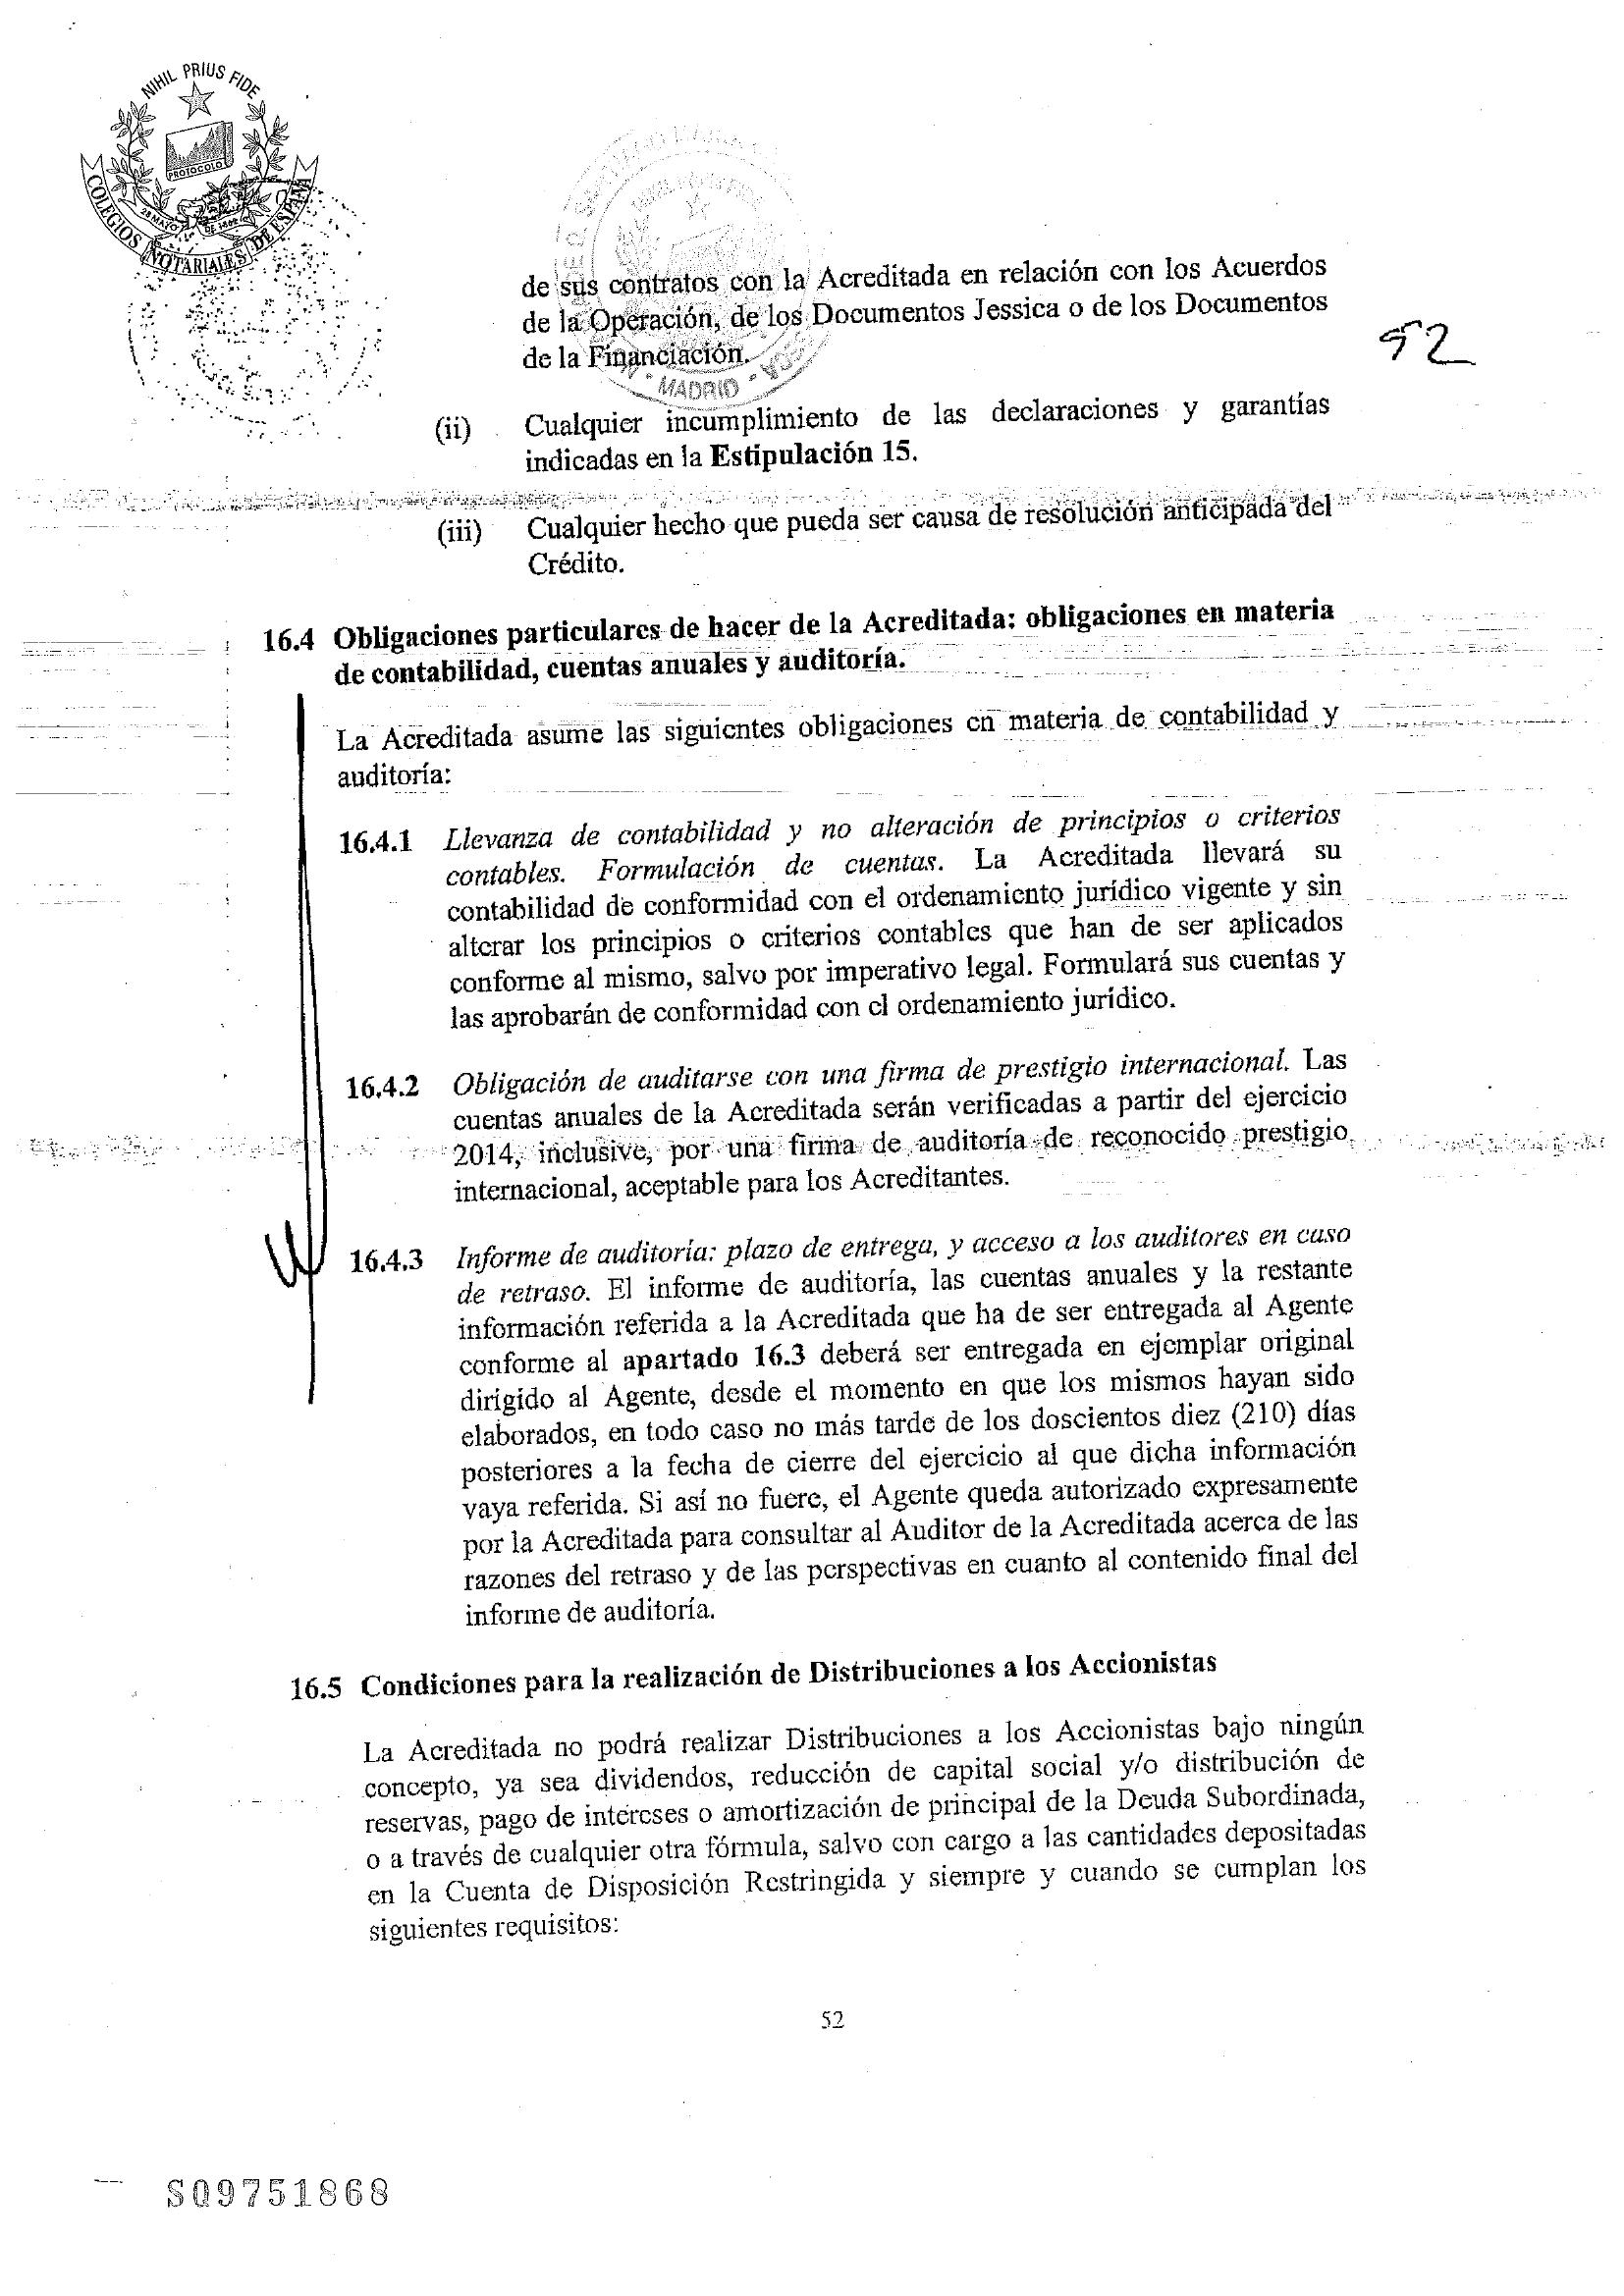 NIHIL PRIUS FIDE
PROTOCOLO
28 MAYO DE 1862
COLEGIOS NOTARIALES DE ESPAÑA
NIHIL PRIUS FIDE
MADRID
de sus contratos con la Acreditada en relación con los Acuerdos
de la Operación, de los Documentos Jessica o de los Documentos
de la Financiación.
52
(ii) Cualquier incumplimiento de las declaraciones y garantías
indicadas en la Estipulación 15.
(iii) Cualquier hecho que pueda ser causa de resolución anticipada del
Crédito.
16.4 Obligaciones particulares de hacer de la Acreditada: obligaciones en materia
de contabilidad, cuentas anuales y auditoría.
La Acreditada asume las siguientes obligaciones en materia de contabilidad y
auditoría:
16.4.1 Llevanza de contabilidad y no alteración de principios o criterios
contables. Formulación de cuentas. La Acreditada llevará su
contabilidad de conformidad con el ordenamiento jurídico vigente y sin
alterar los principios o criterios contables que han de ser aplicados
conforme al mismo, salvo por imperativo legal. Formulará sus cuentas y
las aprobarán de conformidad con el ordenamiento jurídico.
16.4.2 Obligación de auditarse con una firma de prestigio internacional. Las
cuentas anuales de la Acreditada serán verificadas a partir del ejercicio
2014, inclusive, por una firma de auditoría de reconocido prestigio
internacional, aceptable para los Acreditantes.
16.4.3 Informe de auditoría: plazo de entrega, y acceso a los auditores en caso
de retraso. El informe de auditoría, las cuentas anuales y la restante
información referida a la Acreditada que ha de ser entregada al Agente
conforme al apartado 16.3 deberá ser entregada en ejemplar original
dirigido al Agente, desde el momento en que los mismos hayan sido
elaborados, en todo caso no más tarde de los doscientos diez (210) días
posteriores a la fecha de cierre del ejercicio al que dicha información
vaya referida. Si así no fuere, el Agente queda autorizado expresamente
por la Acreditada para consultar al Auditor de la Acreditada acerca de las
razones del retraso y de las perspectivas en cuanto al contenido final del
informe de auditoría.
16.5 Condiciones para la realización de Distribuciones a los Accionistas
La Acreditada no podrá realizar Distribuciones a los Accionistas bajo ningún
concepto, ya sea dividendos, reducción de capital social y/o distribución de
reservas, pago de intereses o amortización de principal de la Deuda Subordinada,
o a través de cualquier otra fórmula, salvo con cargo a las cantidades depositadas
en la Cuenta de Disposición Restringida y siempre y cuando se cumplan los
siguientes requisitos:
52
SQ9751868